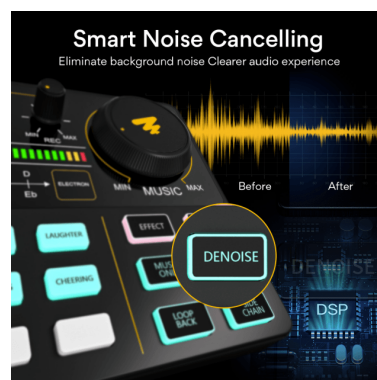 Smart Noise Cancelling
Eliminate background noise Clearer audio experience
MIN REC MAX
D
Eb
ELECTRON
MIN MUSIC MAX
Before After
LAUGHTER
EFFECT
DENOISE
DENOISE
CHEERING
LOOP
BACK
CHAIN
DSP